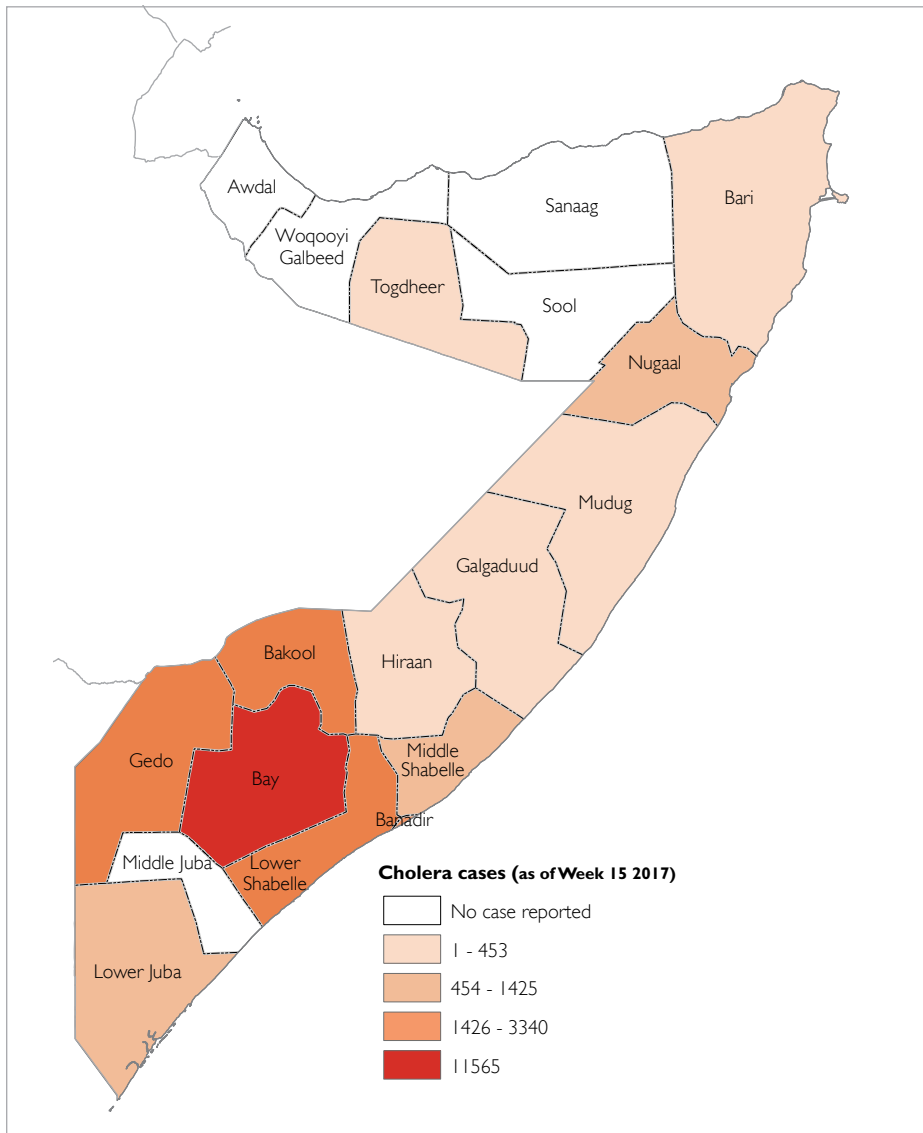 Awdal
Sanaag
Bari
Woqooyi
Galbeed
Togdheer
Sool
Nugaal
Mudug
Galgaduud
Bakool
Hiraan
Gedo
Middle
Shabelle
Bay
Banadir
Middle Juba
Lower
Shabelle
Lower Juba
Cholera cases (as of Week 15 2017)
No case reported
1 - 453
454 - 1425
1426 - 3340
11565